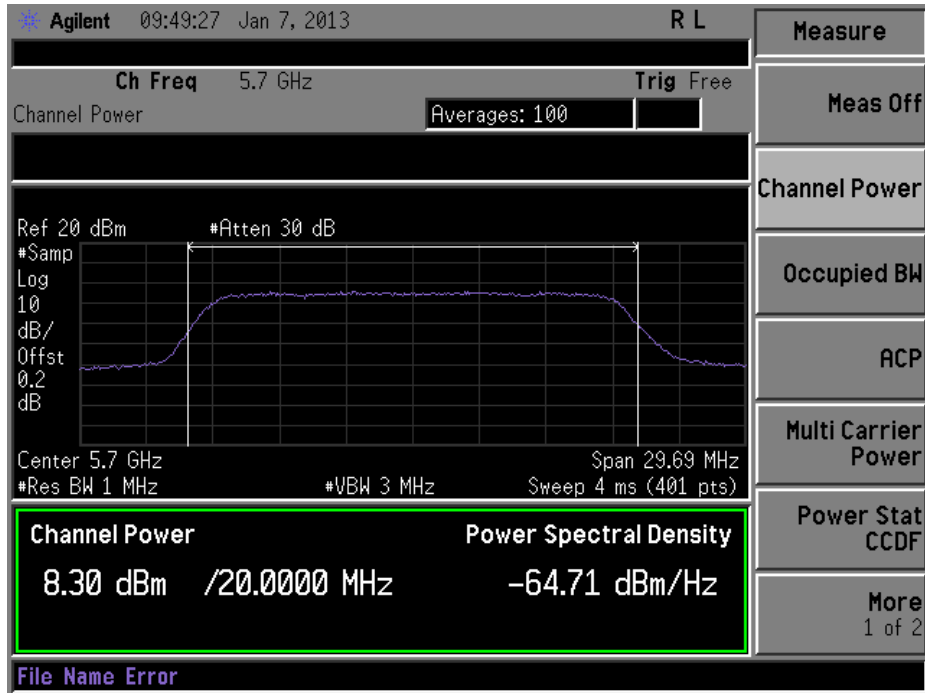 Agilent 09:49:27 Jan 7, 2013 R L
Measure
Ch Freq 5.7 GHz Trig Free
Channel Power Averages: 100
Meas Off
Channel Power
Ref 20 dBm #Atten 30 dB
#Samp
Log
10
dB/
Offst
0.2
dB
Occupied BW
ACP
Center 5.7 GHz Span 29.69 MHz
#Res BW 1 MHz #VBW 3 MHz Sweep 4 ms (401 pts)
Multi Carrier
Power
Channel Power Power Spectral Density
8.30 dBm /20.0000 MHz -64.71 dBm/Hz
Power Stat
CCDF
More
1 of 2
File Name Error